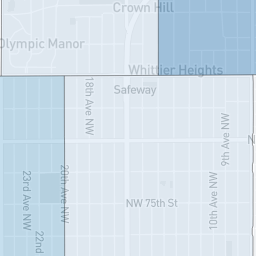 Crown Hill
Olympic Manor
Whittier Heights
Safeway
18th Ave NW
9th Ave NW
20th Ave NW
23rd Ave NW
10th Ave NW
NW 75th St
22nd